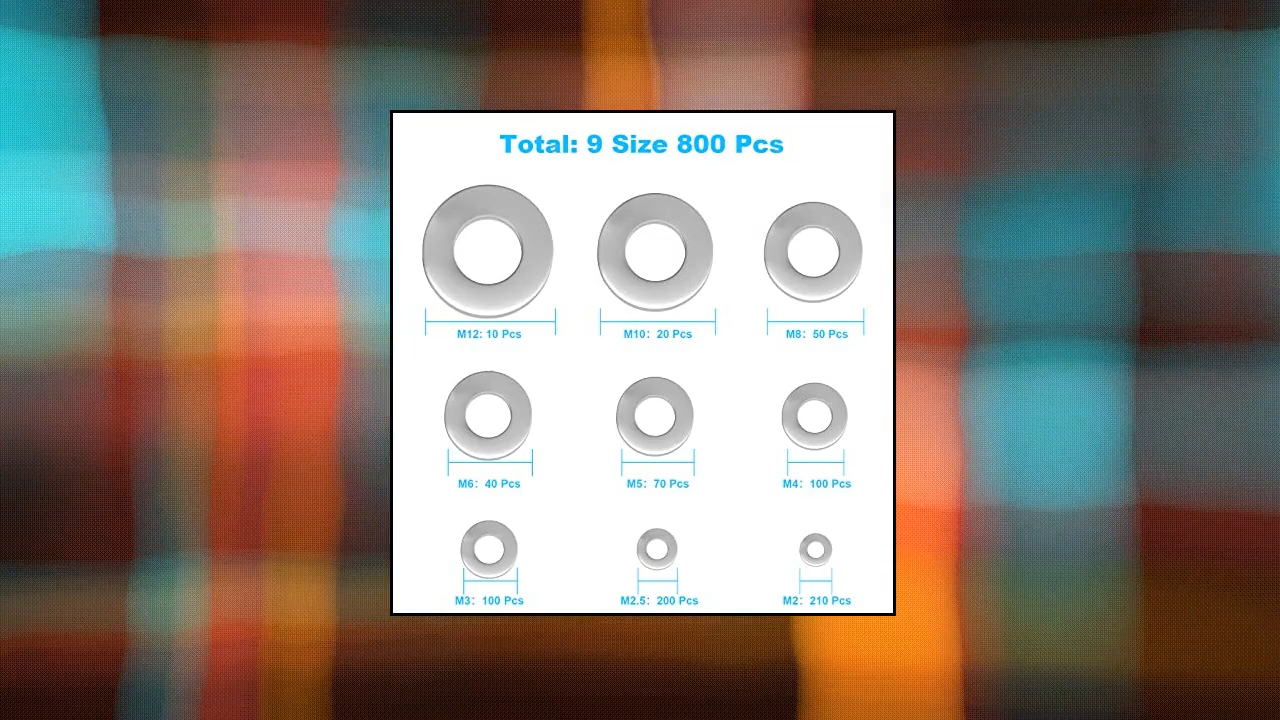 Total: 9 Size 800 Pcs
M12: 10 Pcs
M10: 20 Pcs
M8: 50 Pcs
M6: 40 Pcs
M5: 70 Pcs
M4: 100 Pcs
M3: 100 Pcs
M2.5: 200 Pcs
M2: 210 Pcs